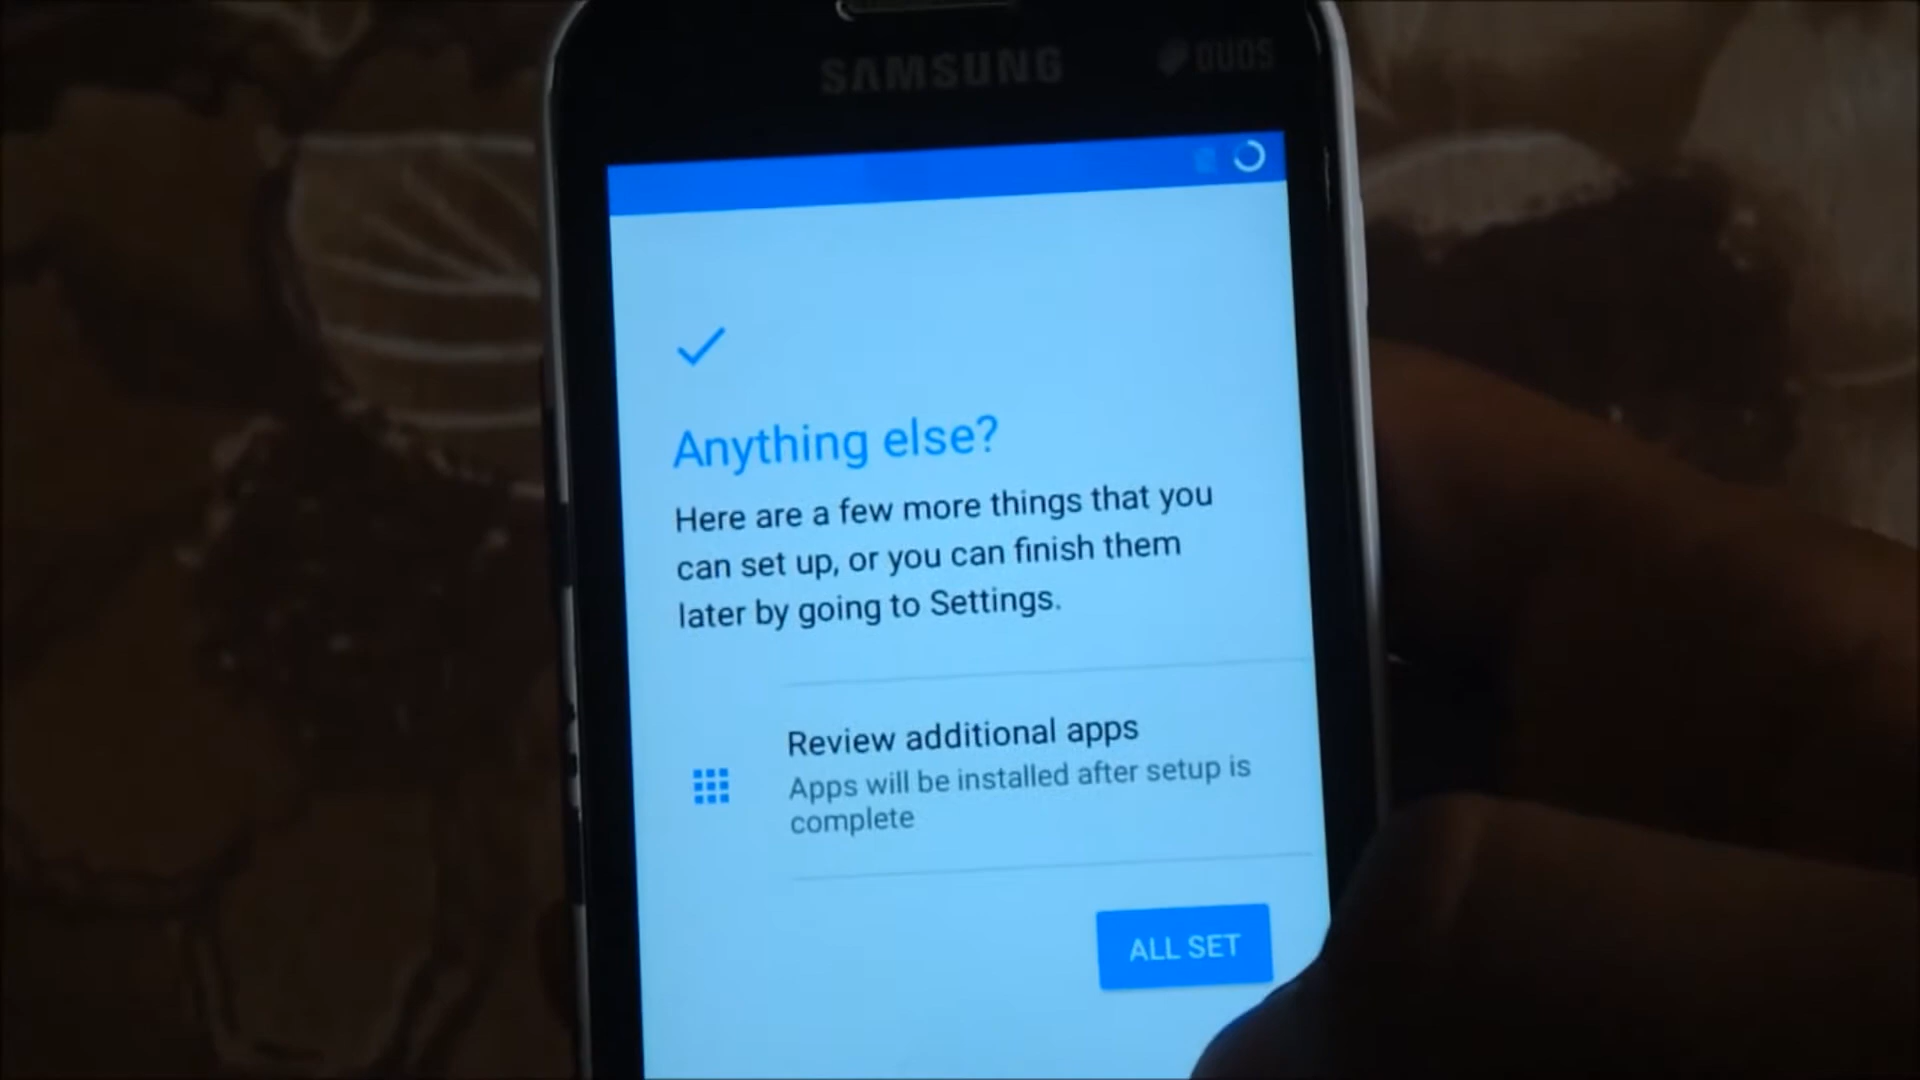 SAMSUNG
DUOS
Anything else?
Here are a few more things that you
can set up, or you can finish them
later by going to Settings.
Review additional apps
Apps will be installed after setup is
complete
ALL SET